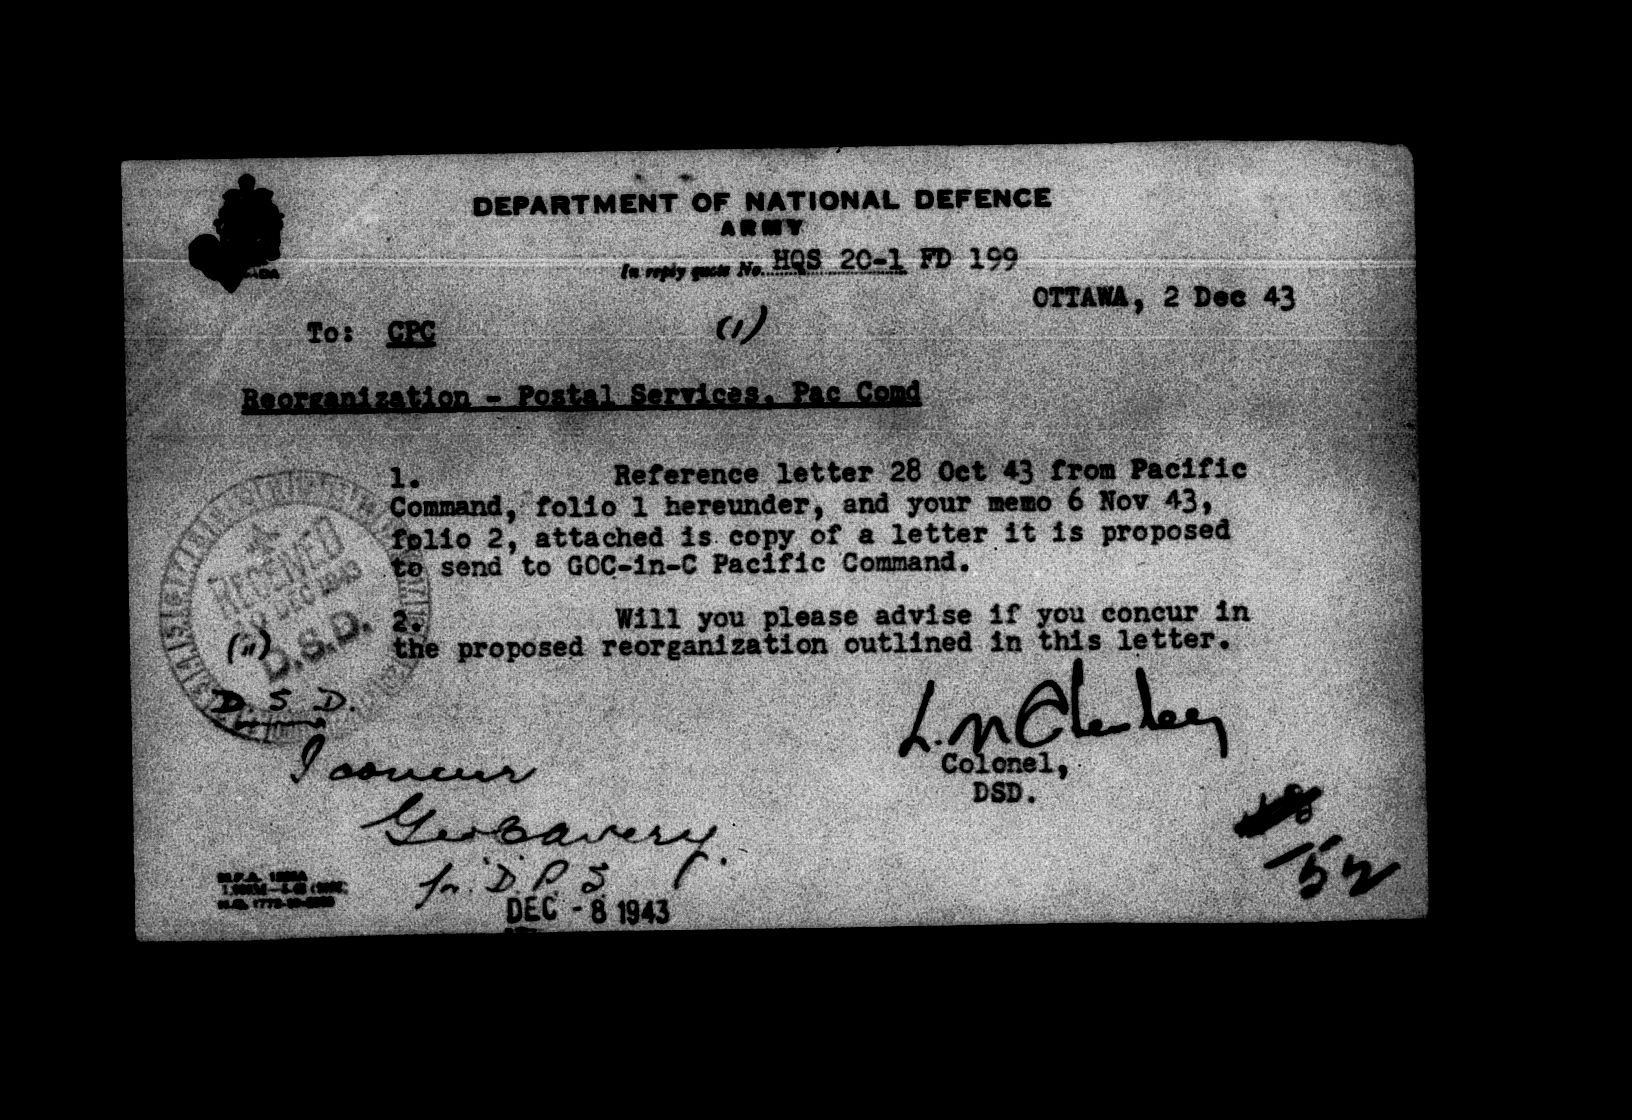 DEPARTMENT OF NATIONAL DEFENCE
ARMY
In reply quote No. HQS 20-1 FD 199
OTTAWA, 2 Dec 43
To: CPC
(1)
Reorganization - Postal Services, Pac Comd
1. Reference letter 28 Oct 43 from Pacific
Command, folio 1 hereunder, and your memo 6 Nov 43,
folio 2, attached is copy of a letter it is proposed
to send to GOC-in-C Pacific Command.
2. Will you please advise if you concur in
the proposed reorganization outlined in this letter.
RECEIVED
DEC 1943
D.S.D.
(ii)
D. S. D.
I concur
Colonel,
DSD.
for D.P.S.
DEC - 8 1943
52